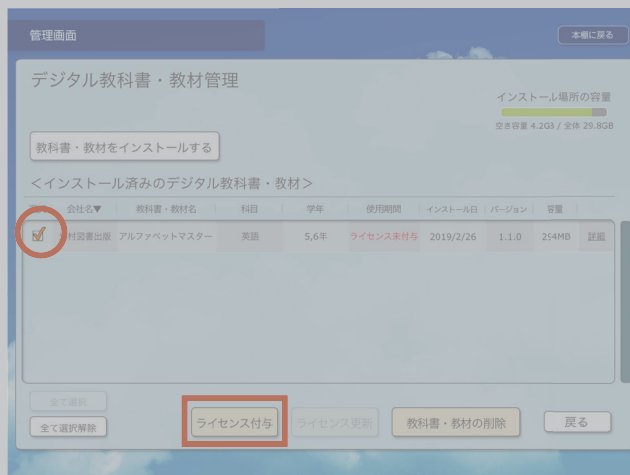 管理画面
本棚に戻る
デジタル教科書・教材管理
インストール場所の容量
空き容量 4.2GB / 全体 29.8GB
教科書・教材をインストールする
<インストール済みのデジタル教科書・教材>
会社名▼ 教科書・教材名 科目 学年 使用期間 インストール日 バージョン 容量
村図書出版 アルファベットマスター 英語 5,6年 ライセンス未付与 2019/2/26 1.1.0 294MB 詳細
全て選択
全て選択解除
ライセンス付与
ライセンス更新
教科書・教材の削除
戻る